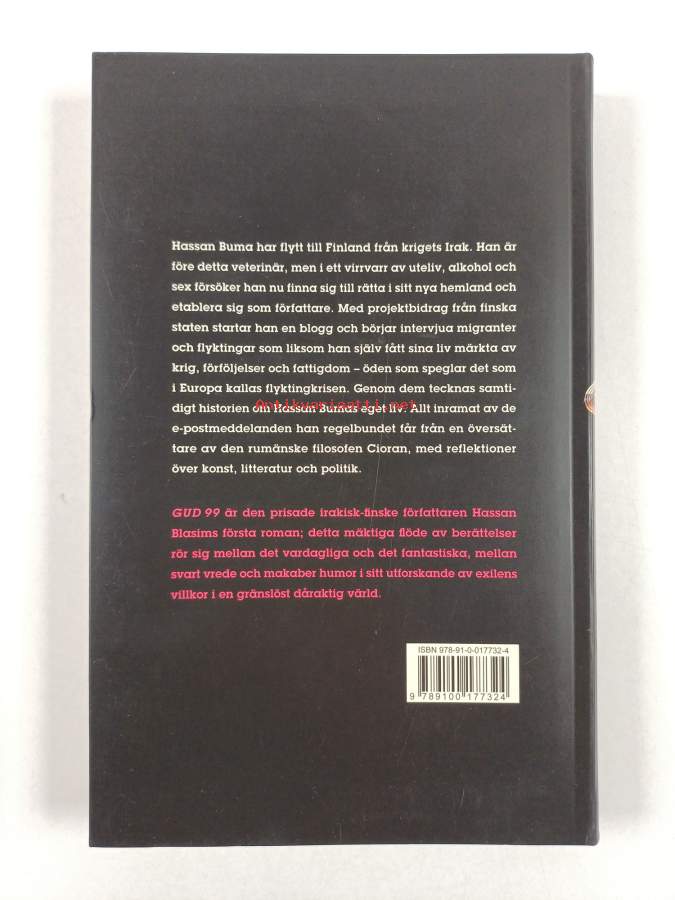 Hassan Buma har flytt till Finland från krigets Irak. Han är
före detta veterinär, men i ett virrvarr av uteliv, alkohol och
sex försöker han nu finna sig till rätta i sitt nya hemland och
etablera sig som författare. Med projektbidrag från finska
staten startar han en blogg och börjar intervjua migranter
och flyktingar som liksom han själv fått sina liv märkta av
krig, förföljelser och fattigdom – öden som speglar det som
i Europa kallas flyktingkrisen. Genom dem tecknas samti-
digt historien om Hassan Bumas eget liv. Allt inramat av de
Antikvariaatti.net
e-postmeddelanden han regelbundet får från en översät-
tare av den rumänske filosofen Cioran, med reflektioner
över konst, litteratur och politik.
GUD 99 är den prisade irakisk-finske författaren Hassan
Blasims första roman; detta mäktiga flöde av berättelser
rör sig mellan det vardagliga och det fantastiska, mellan
svart vrede och makaber humor i sitt utforskande av exilens
villkor i en gränslöst dåraktig värld.
ISBN 978-91-0-017732-4
9 789100 177324